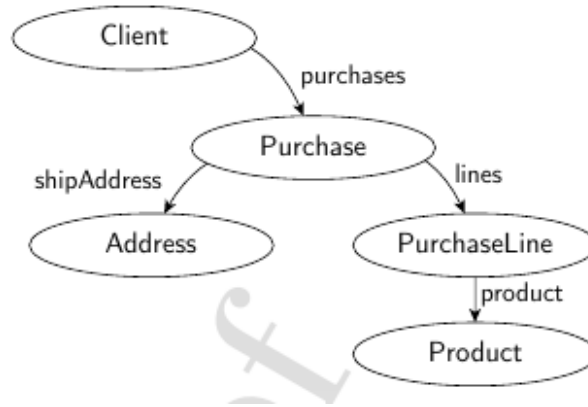 Client
purchases
Purchase
shipAddress
lines
Address
PurchaseLine
product
Product